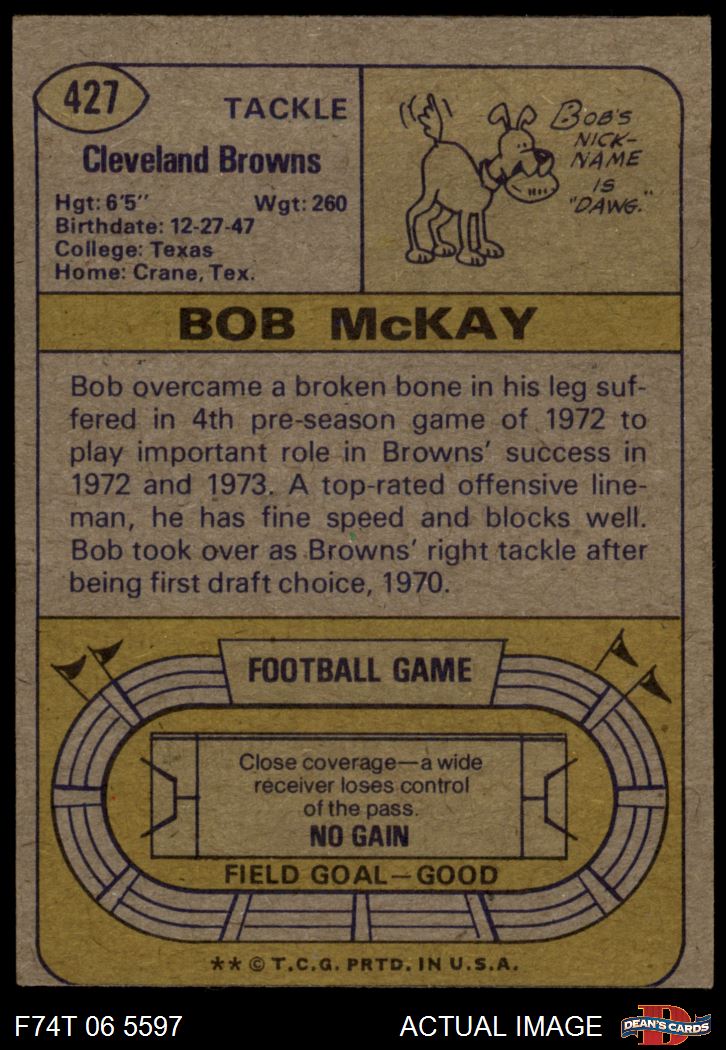 427
TACKLE
Cleveland Browns
Hgt: 6'5" Wgt: 260
Birthdate: 12-27-47
College: Texas
Home: Crane, Tex.
BOB'S
NICK-
NAME
IS
"DAWG."
BOB McKAY
Bob overcame a broken bone in his leg suf-
fered in 4th pre-season game of 1972 to
play important role in Browns' success in
1972 and 1973. A top-rated offensive line-
man, he has fine speed and blocks well.
Bob took over as Browns' right tackle after
being first draft choice, 1970.
FOOTBALL GAME
Close coverage—a wide
receiver loses control
of the pass.
NO GAIN
FIELD GOAL—GOOD
** © T.C.G. PRTD. IN U.S.A.
F74T 06 5597
ACTUAL IMAGE
D
DEAN'S CARDS